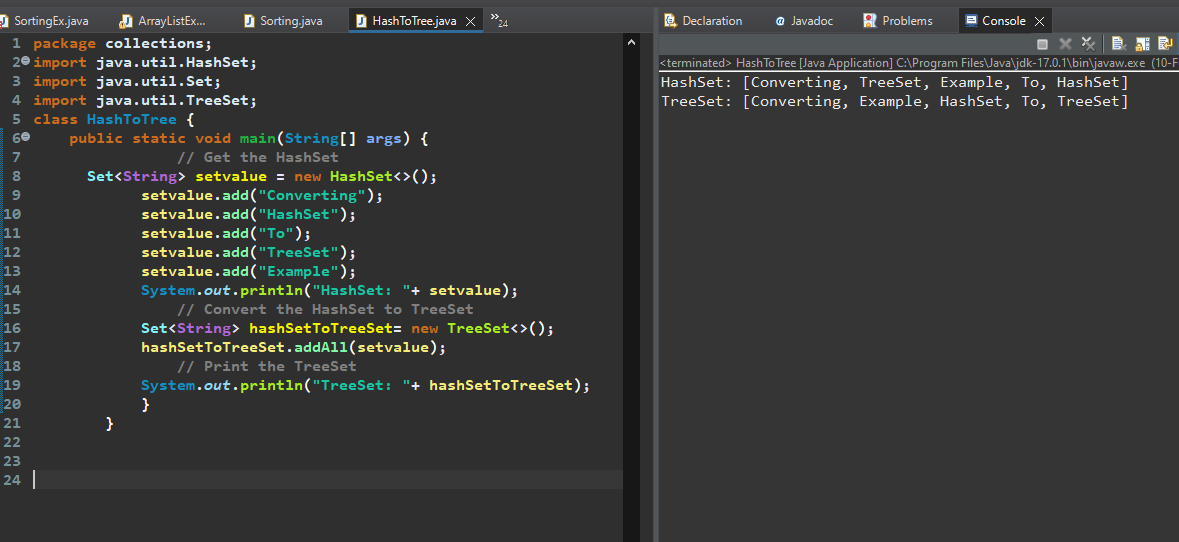 SortingEx.java ArrayListEx... Sorting.java HashToTree.java »24
Declaration @ Javadoc Problems Console
<terminated> HashToTree [Java Application] C:\Program Files\Java\jdk-17.0.1\bin\javaw.exe (10-F
1 package collections;
2 import java.util.HashSet;
3 import java.util.Set;
4 import java.util.TreeSet;
5 class HashToTree {
6 public static void main(String[] args) {
7 // Get the HashSet
8 Set<String> setvalue = new HashSet<>();
9 setvalue.add("Converting");
10 setvalue.add("HashSet");
11 setvalue.add("To");
12 setvalue.add("TreeSet");
13 setvalue.add("Example");
14 System.out.println("HashSet: "+ setvalue);
15 // Convert the HashSet to TreeSet
16 Set<String> hashSetToTreeSet= new TreeSet<>();
17 hashSetToTreeSet.addAll(setvalue);
18 // Print the TreeSet
19 System.out.println("TreeSet: "+ hashSetToTreeSet);
20 }
21 }
22
23
24
HashSet: [Converting, TreeSet, Example, To, HashSet]
TreeSet: [Converting, Example, HashSet, To, TreeSet]